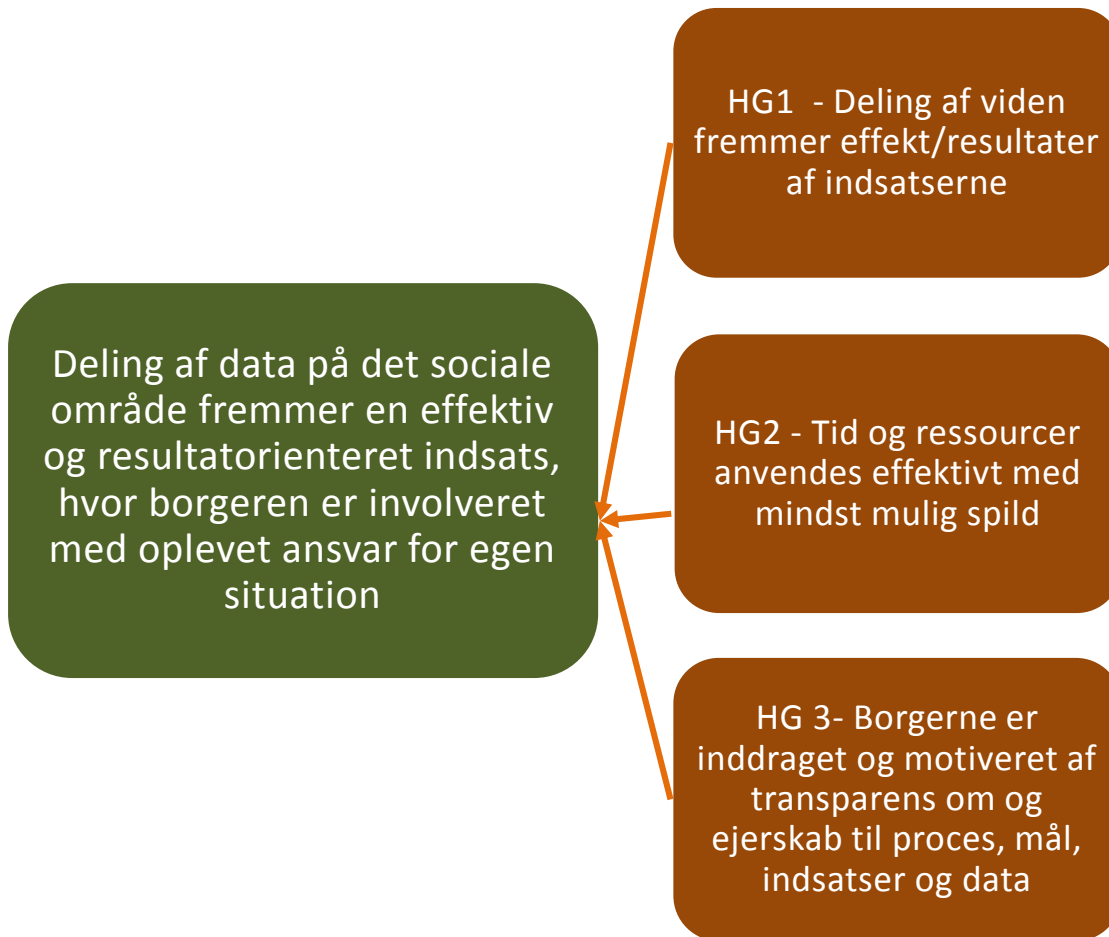 Deling af data på det sociale
område fremmer en effektiv
og resultatorienteret indsats,
hvor borgeren er involveret
med oplevet ansvar for egen
situation
HG1 - Deling af viden
fremmer effekt/resultater
af indsatserne
HG2 - Tid og ressourcer
anvendes effektivt med
mindst mulig spild
HG 3- Borgerne er
inddraget og motiveret af
transparens om og
ejerskab til proces, mål,
indsatser og data